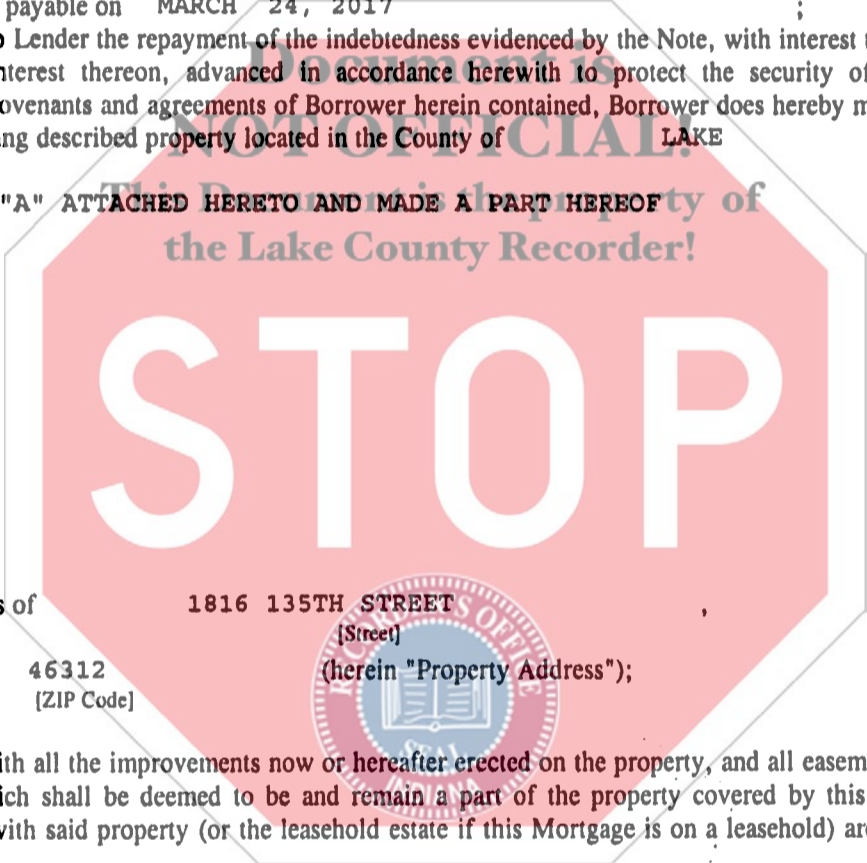 payable on MARCH 24, 2017 ;
Lender the repayment of the indebtedness evidenced by the Note, with interest
nterest thereon, advanced in accordance herewith to protect the security of
ovenants and agreements of Borrower herein contained, Borrower does hereby m
ng described property located in the County of LAKE
"A" ATTACHED HERETO AND MADE A PART HEREOF
Document is
NOT OFFICIAL!
This Document is the property of
the Lake County Recorder!
STOP
s of 1816 135TH STREET ,
[Street]
46312 (herein "Property Address");
[ZIP Code]
RECORDER'S OFFICE
SEAL
INDIANA
ith all the improvements now or hereafter erected on the property, and all easem
ich shall be deemed to be and remain a part of the property covered by this
with said property (or the leasehold estate if this Mortgage is on a leasehold) are